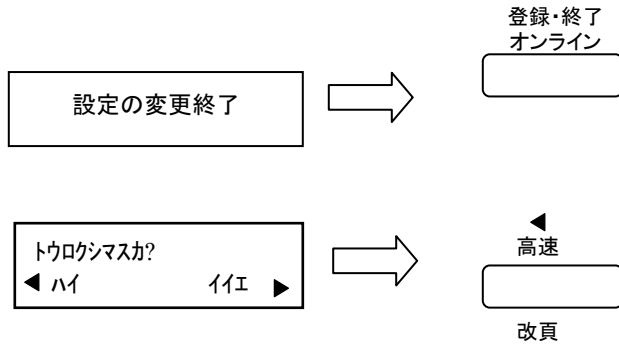 登録・終了
オンライン
設定の変更終了
◀
高速
ﾄｳﾛｸｼﾏｽｶ?
◀ ﾊｲ ｲｲｴ ▶
改頁